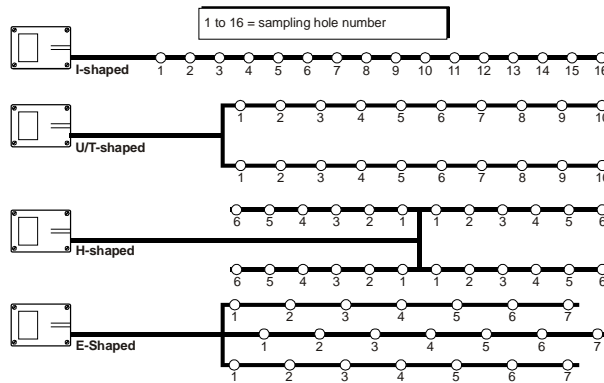 1 to 16 = sampling hole number
1 2 3 4 5 6 7 8 9 10 11 12 13 14 15 16
I-shaped
1 2 3 4 5 6 7 8 9 10
U/T-shaped
1 2 3 4 5 6 7 8 9 10
6 5 4 3 2 1 1 2 3 4 5 6
H-shaped
6 5 4 3 2 1 1 2 3 4 5 6
1 2 3 4 5 6 7
E-Shaped
1 2 3 4 5 6 7
1 2 3 4 5 6 7